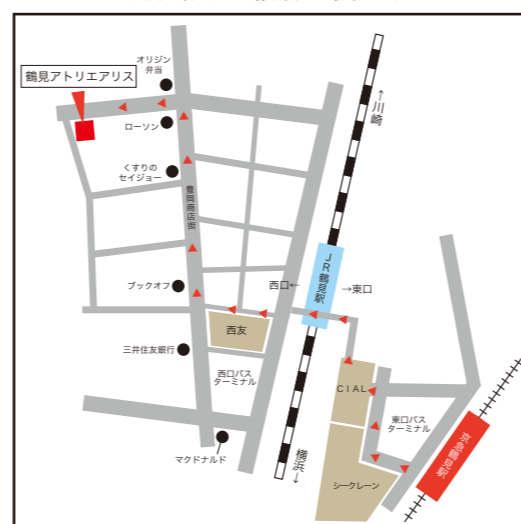 オリジン
弁当
鶴見アトリエアリス
ローソン
くすりの
セイジョー
豊岡商店街
←川崎
JR鶴見駅
西口←
→東口
ブックオフ
西友
三井住友銀行
西口バス
ターミナル
CIAL
東口バス
ターミナル
京急鶴見駅
マクドナルド
横浜→
シークレーン